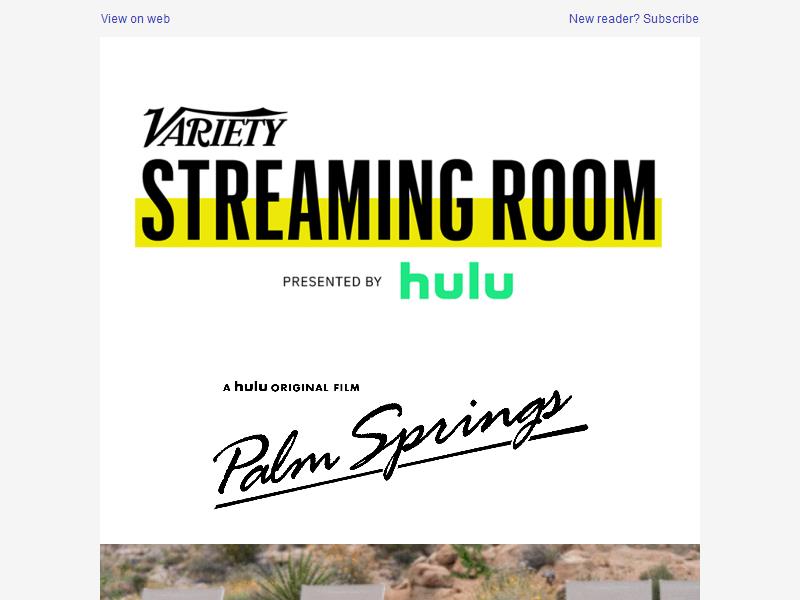 View on web
New reader? Subscribe
VARIETY
STREAMING ROOM
PRESENTED BY hulu
A hulu ORIGINAL FILM
Palm Springs